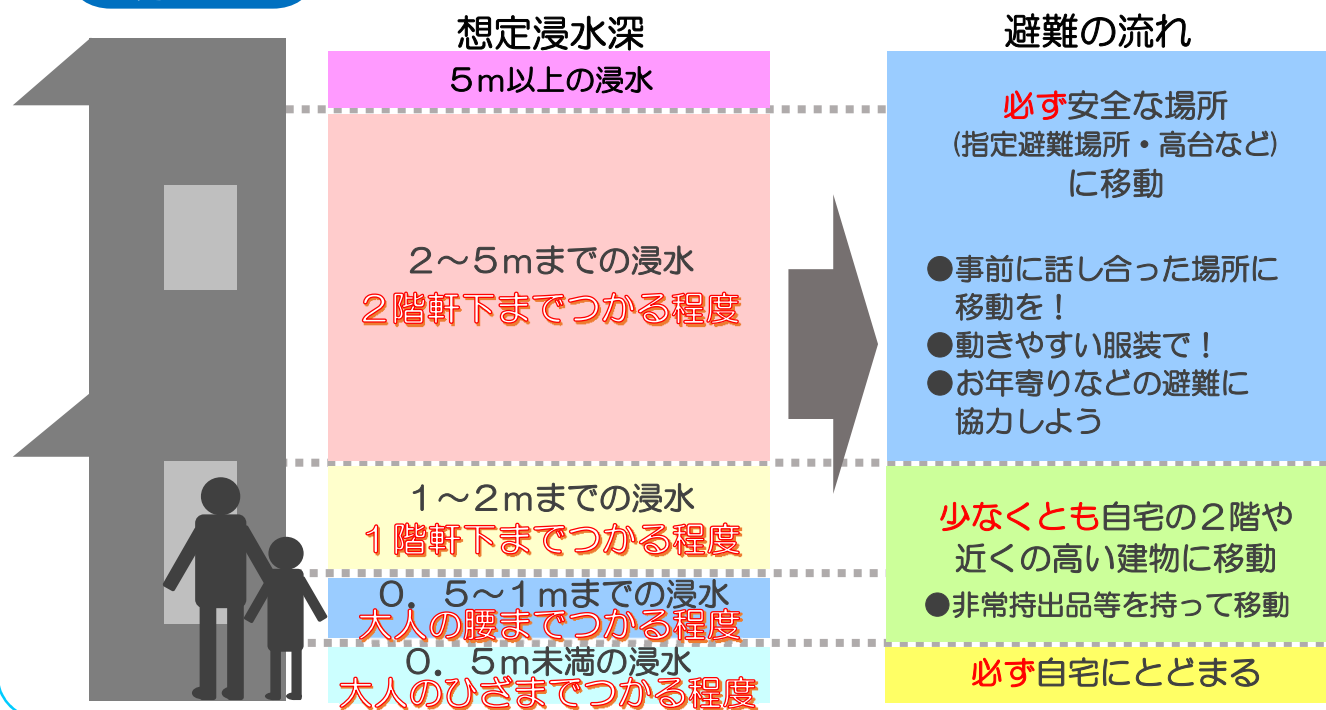 想定浸水深
5m以上の浸水
2～5mまでの浸水
2階軒下までつかる程度
1～2mまでの浸水
1階軒下までつかる程度
0．5～1mまでの浸水
大人の腰までつかる程度
0．5m未満の浸水
大人のひざまでつかる程度
避難の流れ
必ず安全な場所
(指定避難場所・高台など)
に移動
●事前に話し合った場所に
移動を！
●動きやすい服装で！
●お年寄りなどの避難に
協力しよう
少なくとも自宅の2階や
近くの高い建物に移動
●非常持出品等を持って移動
必ず自宅にとどまる